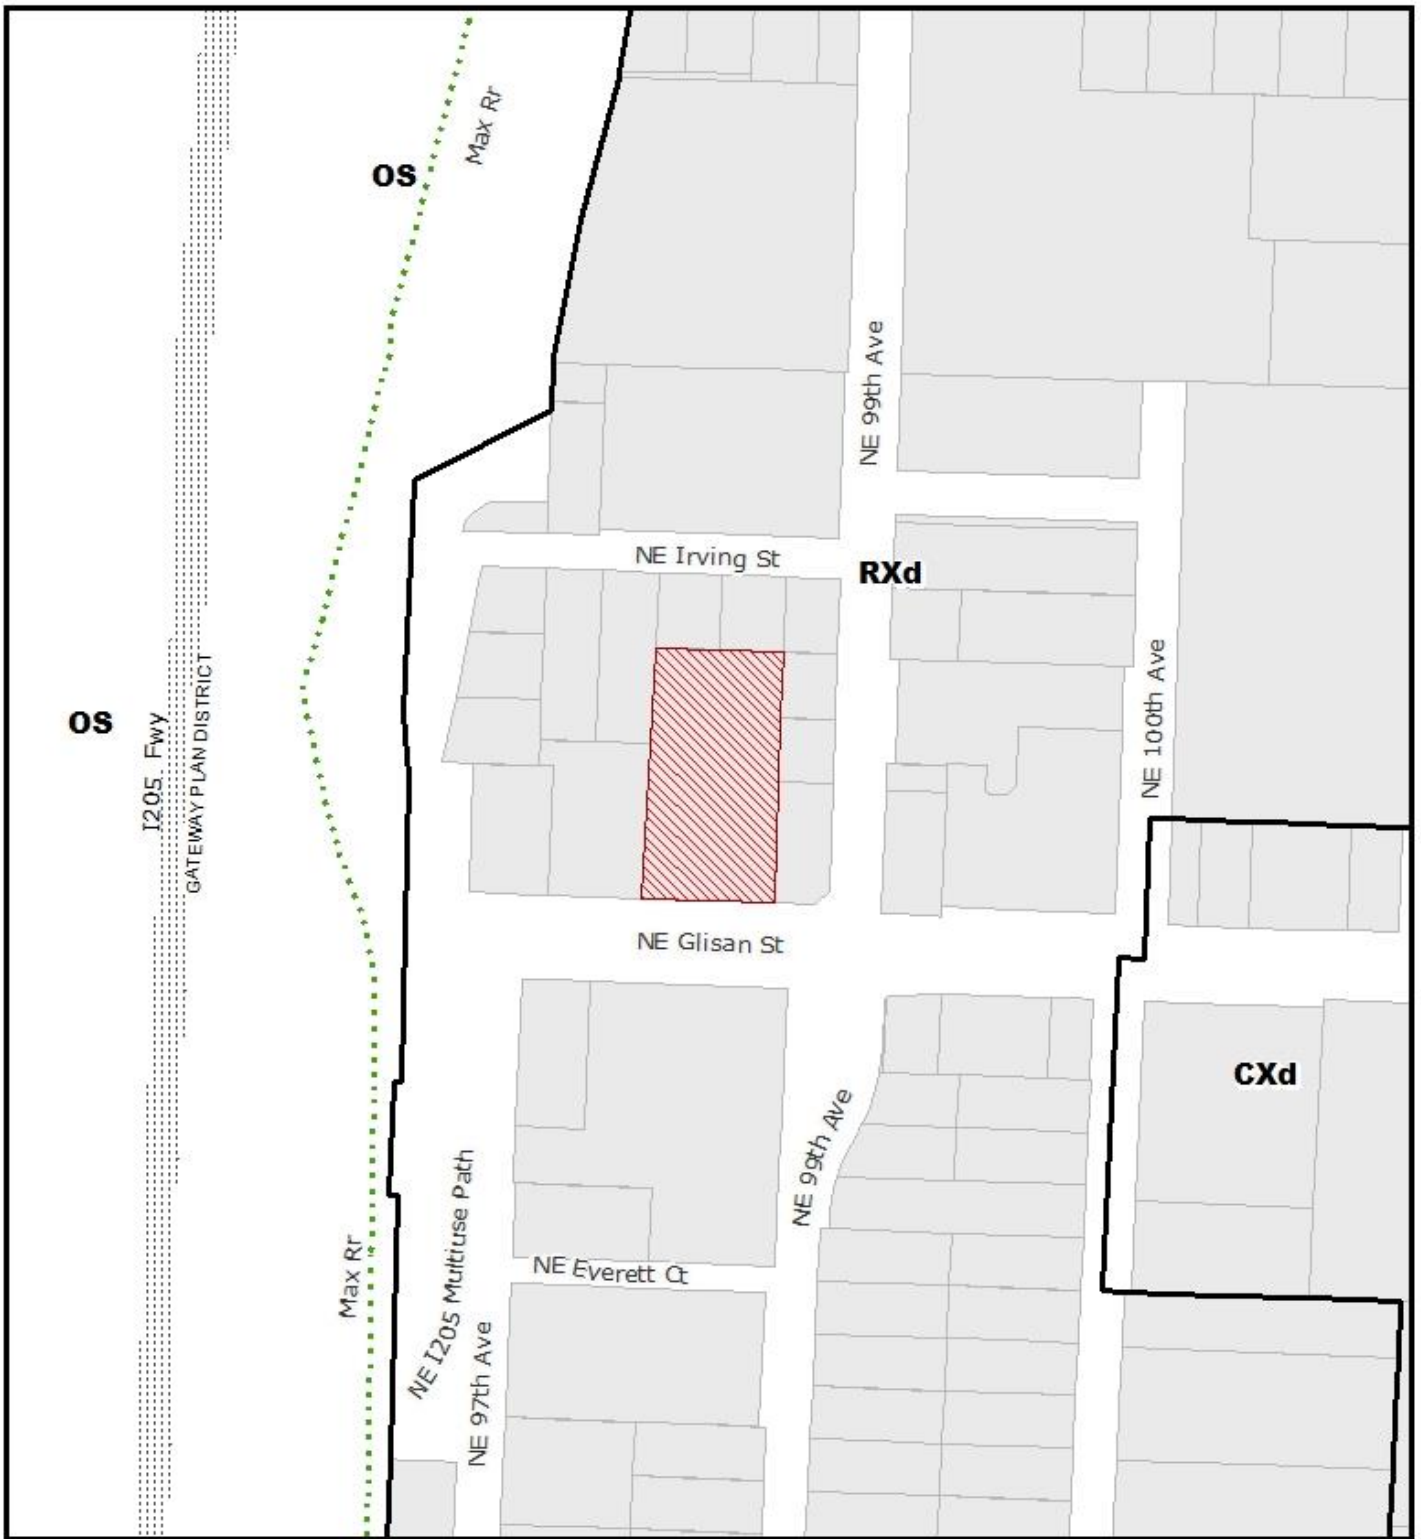 Max Rr
OS
NE 99th Ave
NE Irving St
RXd
NE 100th Ave
OS
I205 Fwy
GATEWAY PLAN DISTRICT
NE Glisan St
CXd
NE 99th Ave
NE I205 Multiuse Path
Max Rr
NE Everett Ct
NE 97th Ave